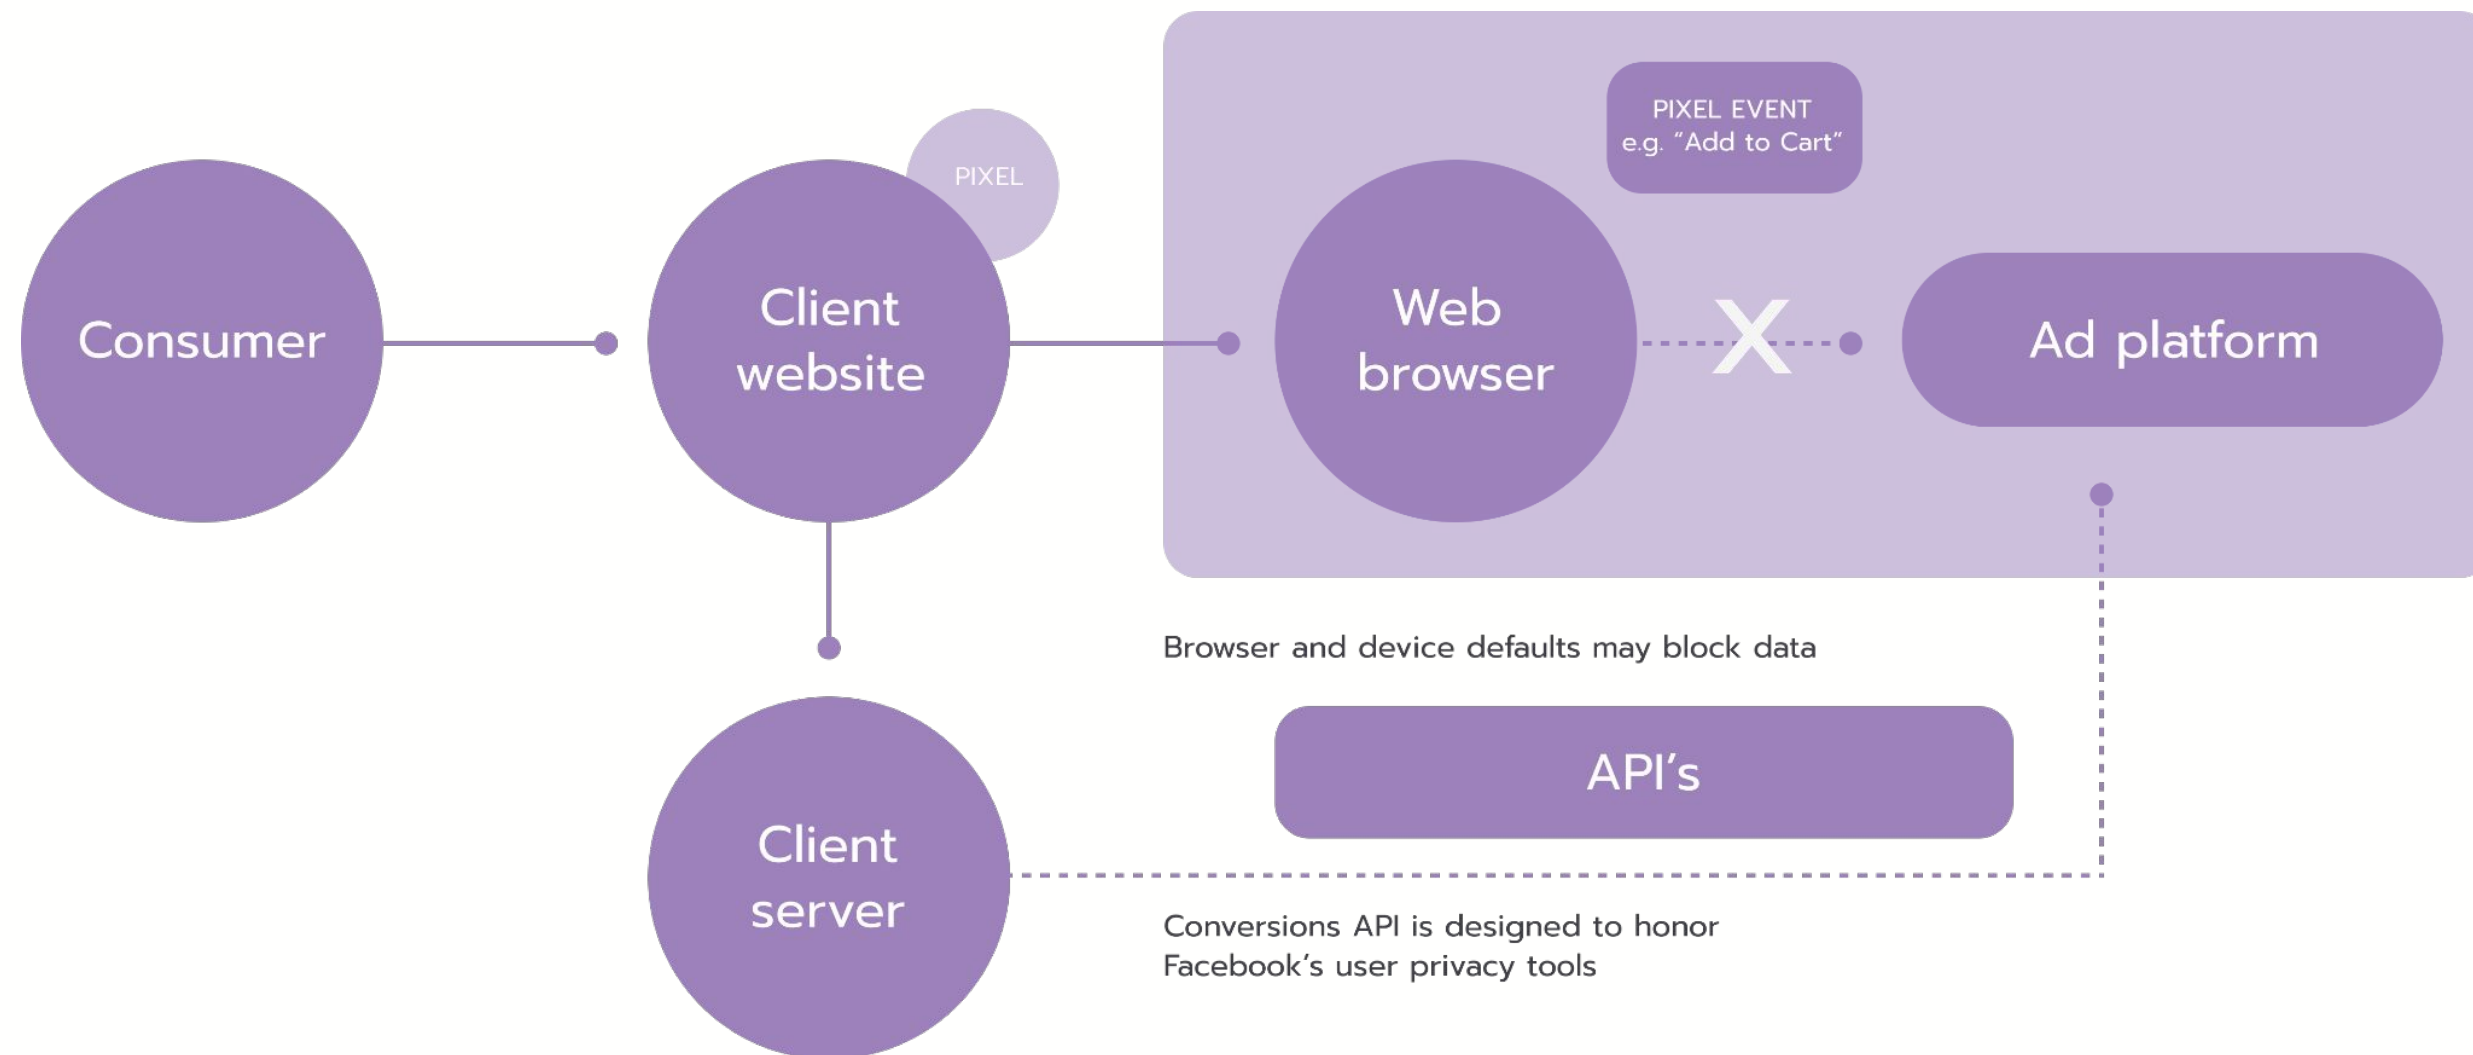 PIXEL EVENT
e.g. “Add to Cart”
PIXEL
Consumer
Client
website
Web
browser
X
Ad platform
Browser and device defaults may block data
API’s
Client
server
Conversions API is designed to honor
Facebook’s user privacy tools